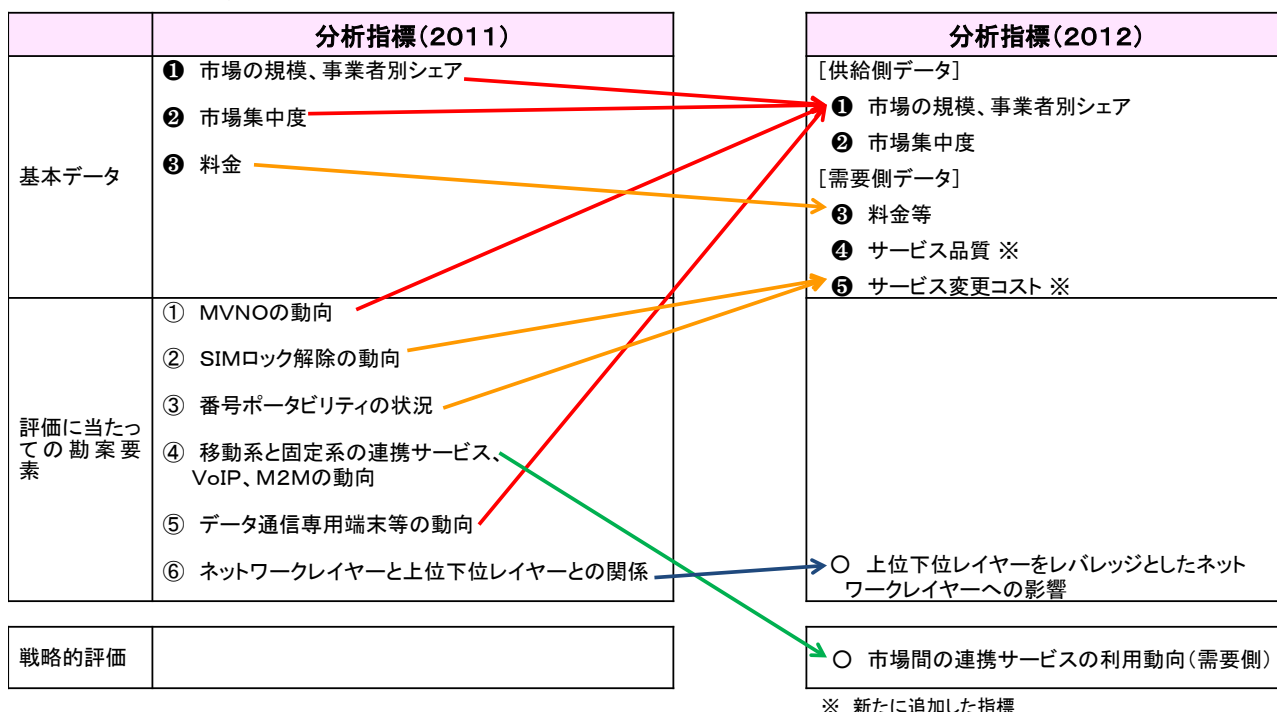 分析指標(2011)
基本データ
❶ 市場の規模、事業者別シェア
❷ 市場集中度
❸ 料金
評価に当たっ
ての勘案要
素
① MVNOの動向
② SIMロック解除の動向
③ 番号ポータビリティの状況
④ 移動系と固定系の連携サービス、
VoIP、M2Mの動向
⑤ データ通信専用端末等の動向
⑥ ネットワークレイヤーと上位下位レイヤーとの関係
戦略的評価
分析指標(2012)
[供給側データ]
❶ 市場の規模、事業者別シェア
❷ 市場集中度
[需要側データ]
❸ 料金等
❹ サービス品質 ※
❺ サービス変更コスト ※
○ 上位下位レイヤーをレバレッジとしたネット
ワークレイヤーへの影響
○ 市場間の連携サービスの利用動向(需要側)
※ 新たに追加した指標